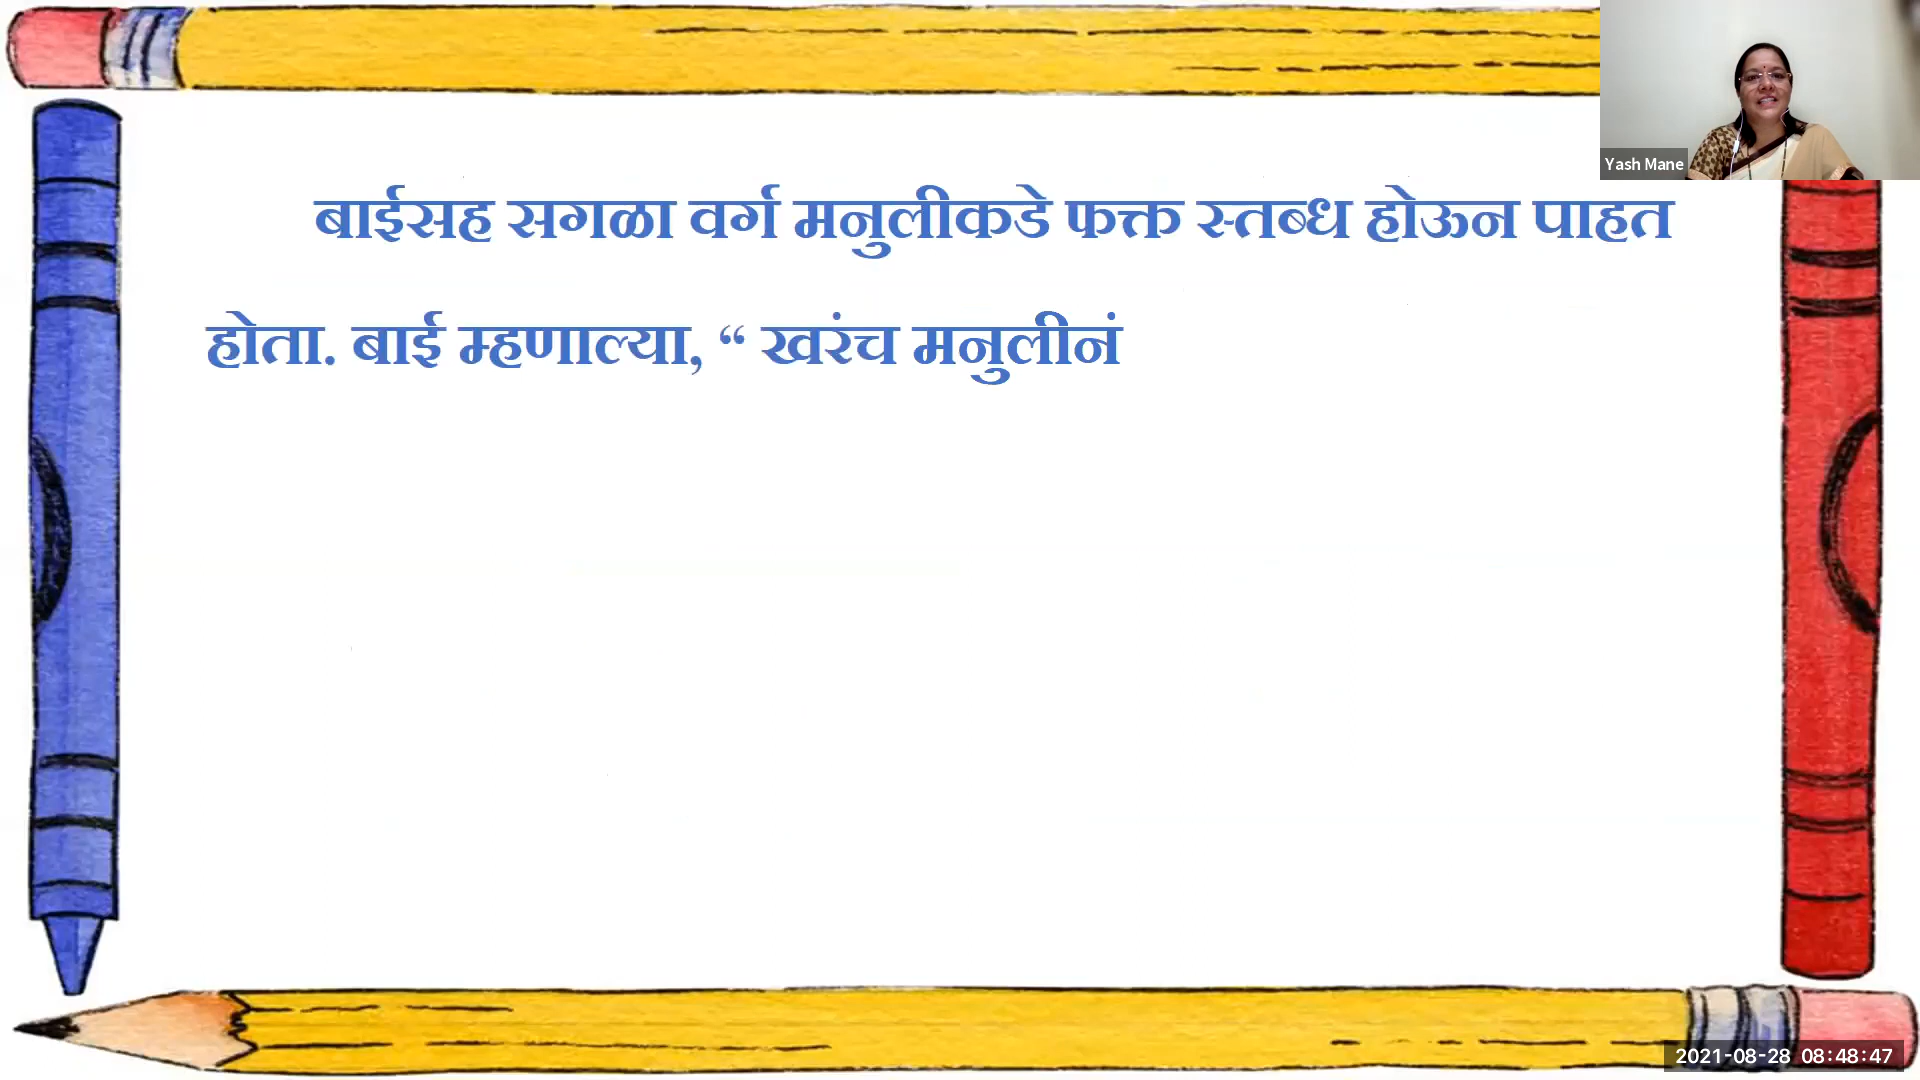 Yash Mane
बाईसह सगळा वर्ग मनुलीकडे फक्त स्तब्ध होऊन पाहत
होता. बाई म्हणाल्या, “ खरंच मनुलीनं
2021-08-28 08:48:47